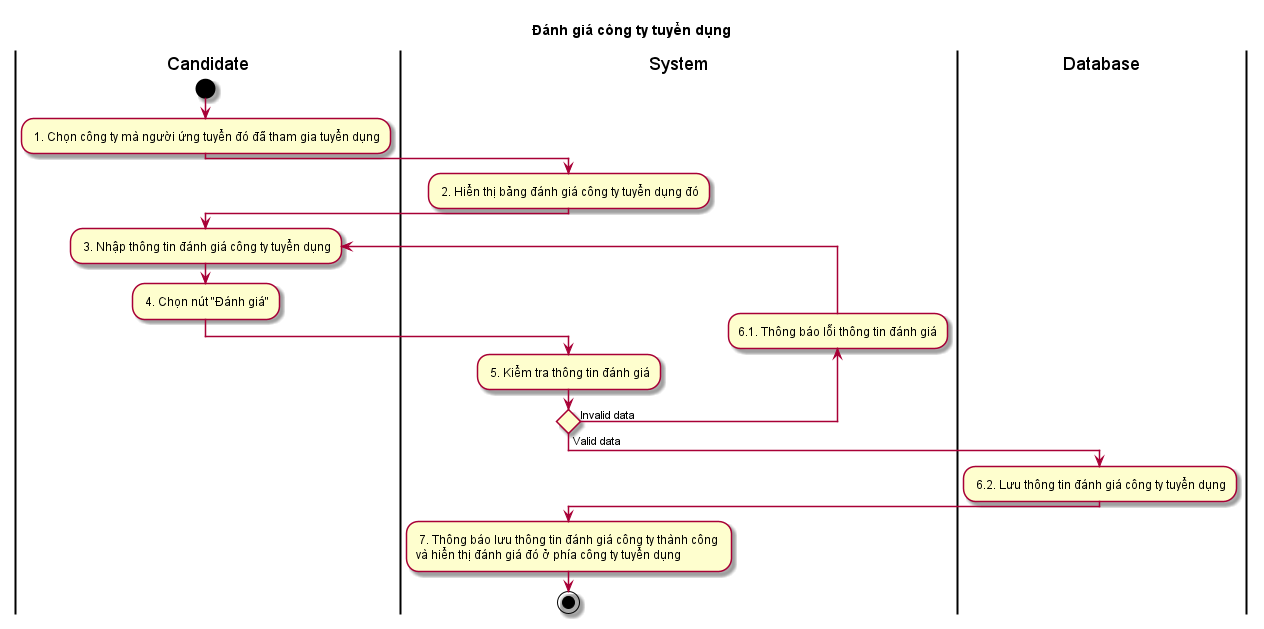 Đánh giá công ty tuyển dụng
Candidate
System
Database
1. Chọn công ty mà người ứng tuyển đó đã tham gia tuyển dụng
2. Hiển thị bảng đánh giá công ty tuyển dụng đó
3. Nhập thông tin đánh giá công ty tuyển dụng
4. Chọn nút "Đánh giá"
6.1. Thông báo lỗi thông tin đánh giá
5. Kiểm tra thông tin đánh giá
Invalid data
Valid data
6.2. Lưu thông tin đánh giá công ty tuyển dụng
7. Thông báo lưu thông tin đánh giá công ty thành công
và hiển thị đánh giá đó ở phía công ty tuyển dụng